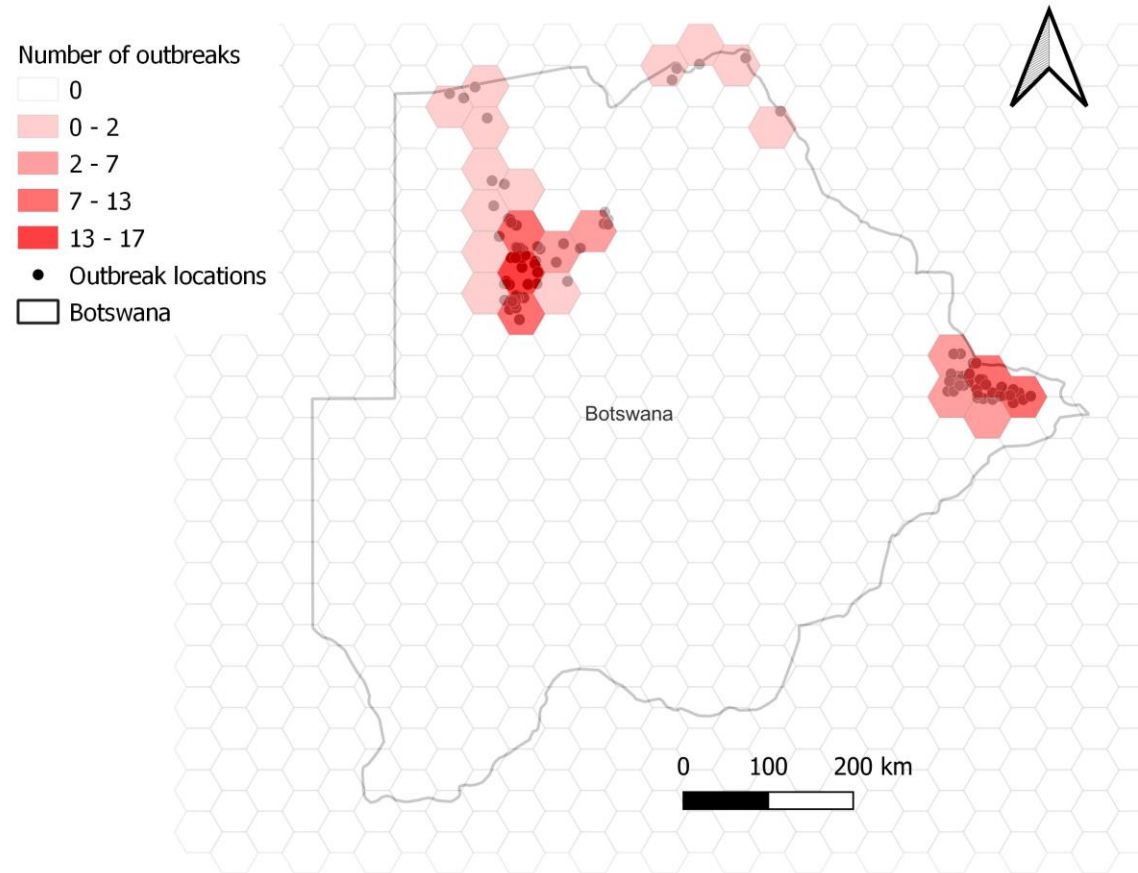 Number of outbreaks
0
0 - 2
2 - 7
7 - 13
13 - 17
Outbreak locations
Botswana
Botswana
0 100 200 km